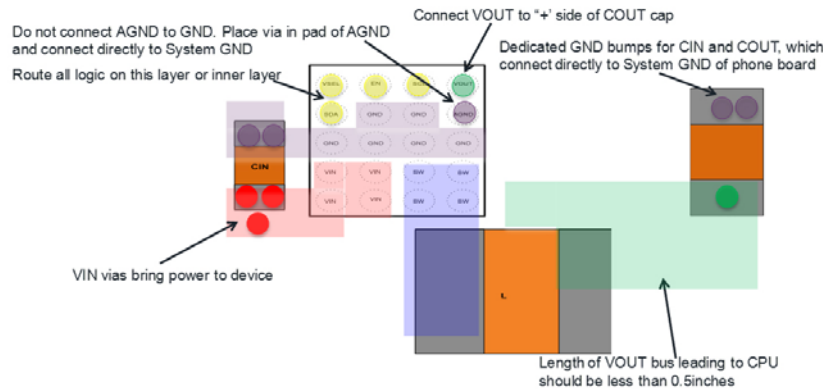 Connect VOUT to "+' side of COUT cap
Do not connect AGND to GND. Place via in pad of AGND
and connect directly to System GND
Dedicated GND bumps for CIN and COUT, which
connect directly to System GND of phone board
Route all logic on this layer or inner layer
VSEL EN SCL VOUT
SDA GND GND AGND
GND GND GND GND
CIN
VIN VIN SW SW
VIN VIN SW SW
VIN vias bring power to device
L
Length of VOUT bus leading to CPU
should be less than 0.5inches